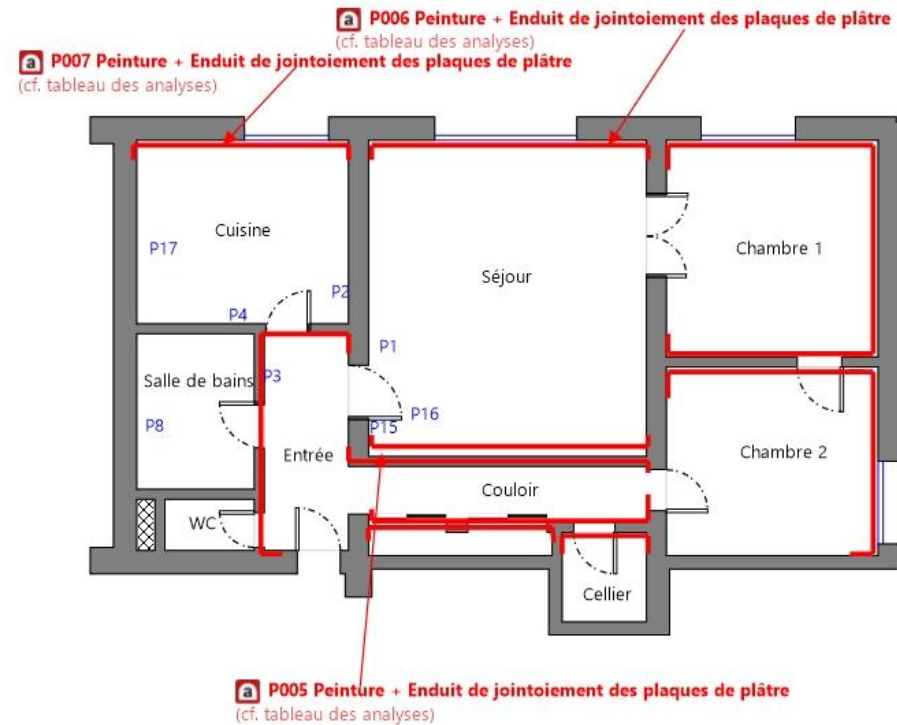 a P006 Peinture + Enduit de jointoiement des plaques de plâtre
(cf. tableau des analyses)
a P007 Peinture + Enduit de jointoiement des plaques de plâtre
(cf. tableau des analyses)
Cuisine
P17
Chambre 1
Séjour
P2
P4
P1
Salle de bains
P3
P16
P8
P15
Entrée
Chambre 2
Couloir
WC
Cellier
a P005 Peinture + Enduit de jointoiement des plaques de plâtre
(cf. tableau des analyses)